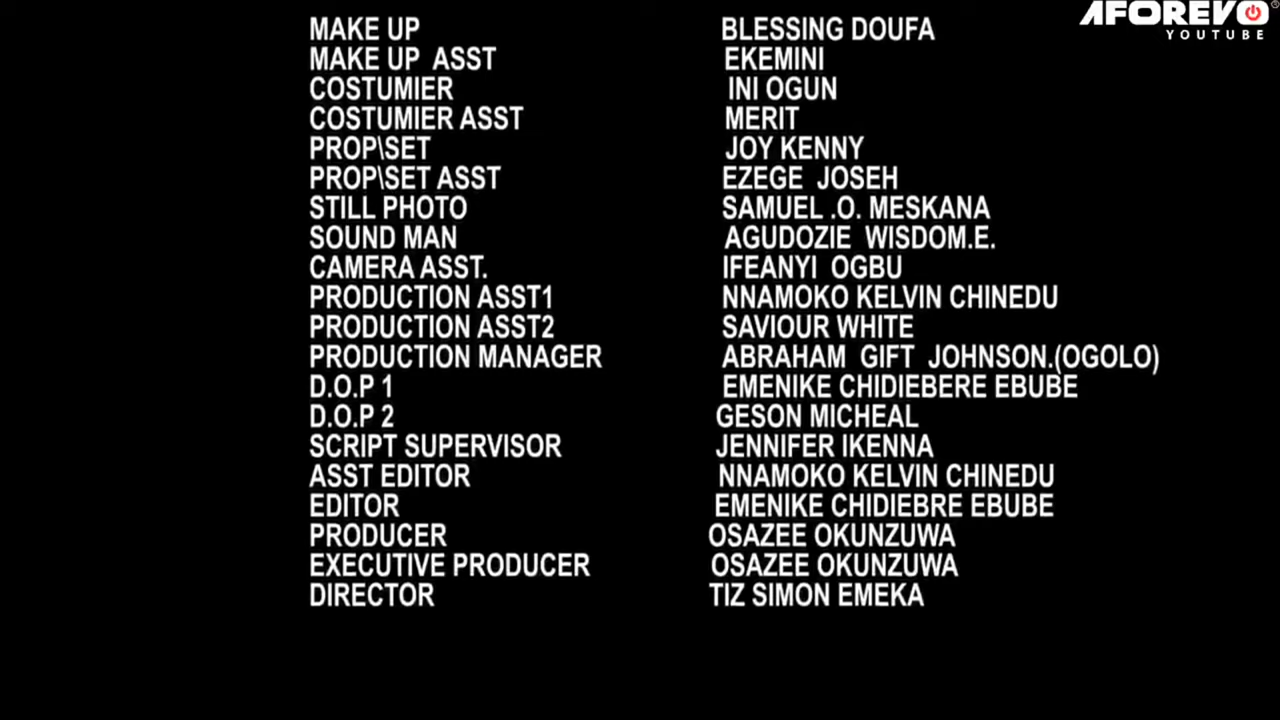 AFOREVO
YOUTUBE
MAKE UP BLESSING DOUFA
MAKE UP ASST EKEMINI
COSTUMIER INI OGUN
COSTUMIER ASST MERIT
PROP\SET JOY KENNY
PROP\SET ASST EZEGE JOSEH
STILL PHOTO SAMUEL .O. MESKANA
SOUND MAN AGUDOZIE WISDOM.E.
CAMERA ASST. IFEANYI OGBU
PRODUCTION ASST1 NNAMOKO KELVIN CHINEDU
PRODUCTION ASST2 SAVIOUR WHITE
PRODUCTION MANAGER ABRAHAM GIFT JOHNSON.(OGOLO)
D.O.P 1 EMENIKE CHIDIEBERE EBUBE
D.O.P 2 GESON MICHEAL
SCRIPT SUPERVISOR JENNIFER IKENNA
ASST EDITOR NNAMOKO KELVIN CHINEDU
EDITOR EMENIKE CHIDIEBRE EBUBE
PRODUCER OSAZEE OKUNZUWA
EXECUTIVE PRODUCER OSAZEE OKUNZUWA
DIRECTOR TIZ SIMON EMEKA